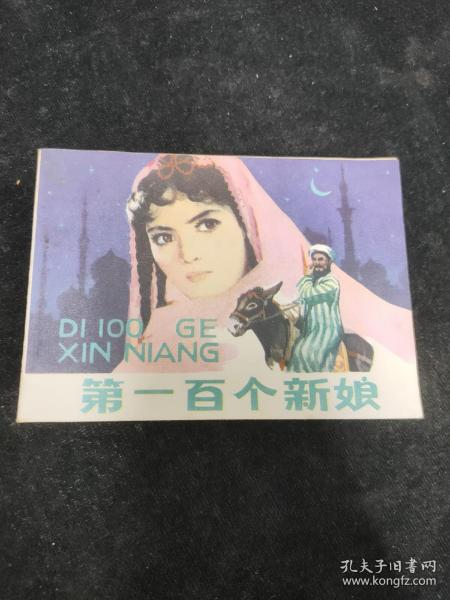 DI 100 GE
XIN NIANG
第一百个新娘
孔夫子旧书网
www.kongfz.com